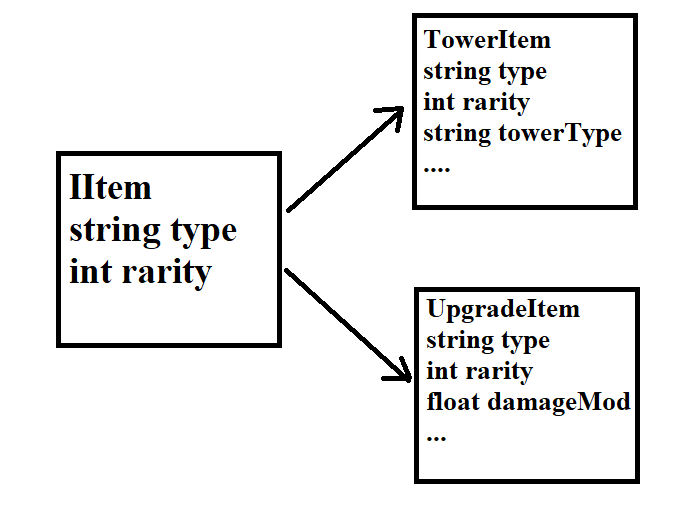 IItem
string type
int rarity
TowerItem
string type
int rarity
string towerType
....
UpgradeItem
string type
int rarity
float damageMod
...